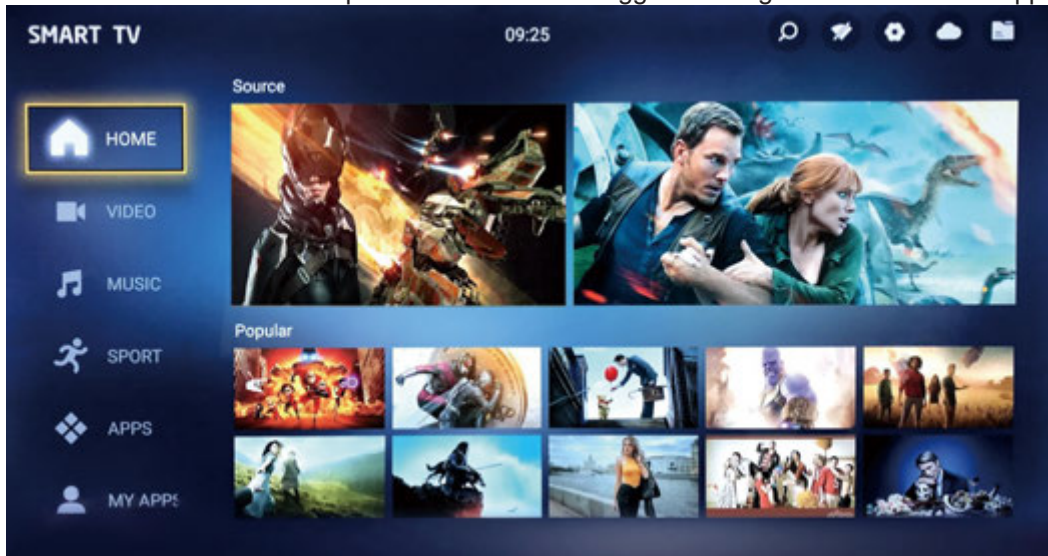 SMART TV
09:25
Source
HOME
VIDEO
MUSIC
Popular
SPORT
APPS
MY APPS